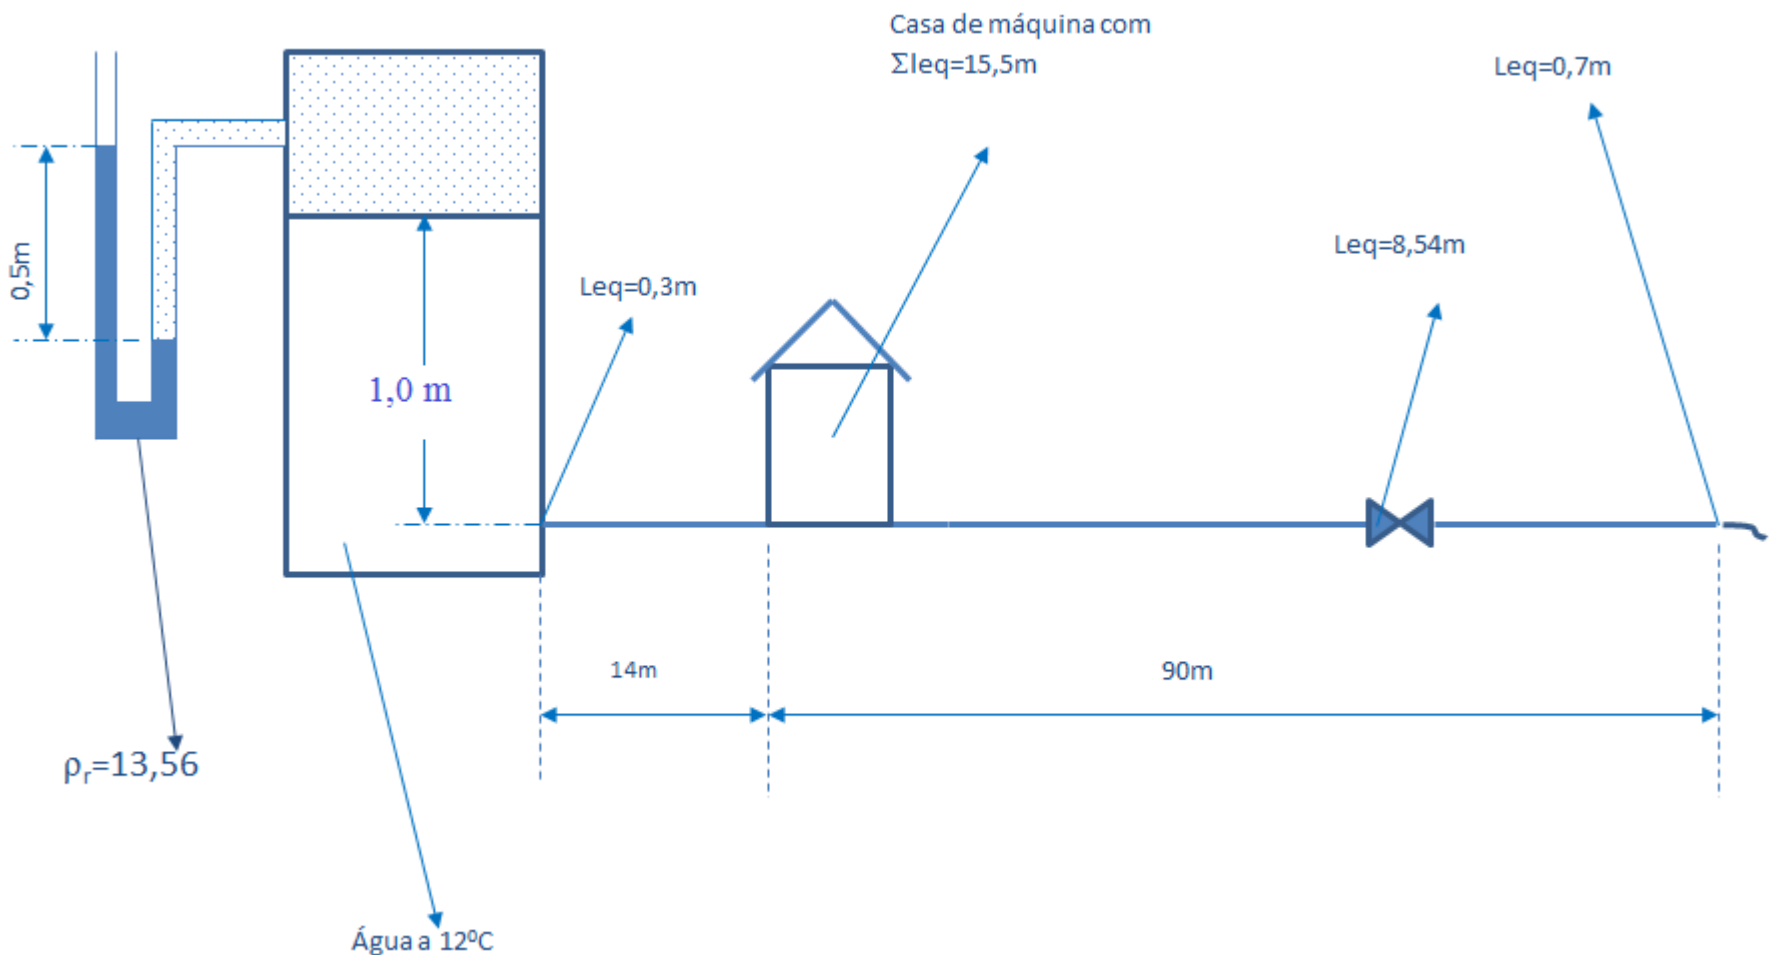 Casa de máquina com
Σleq=15,5m
Leq=0,7m
Leq=8,54m
0,5m
Leq=0,3m
1,0 m
14m
90m
ρr=13,56
Água a 12⁰C